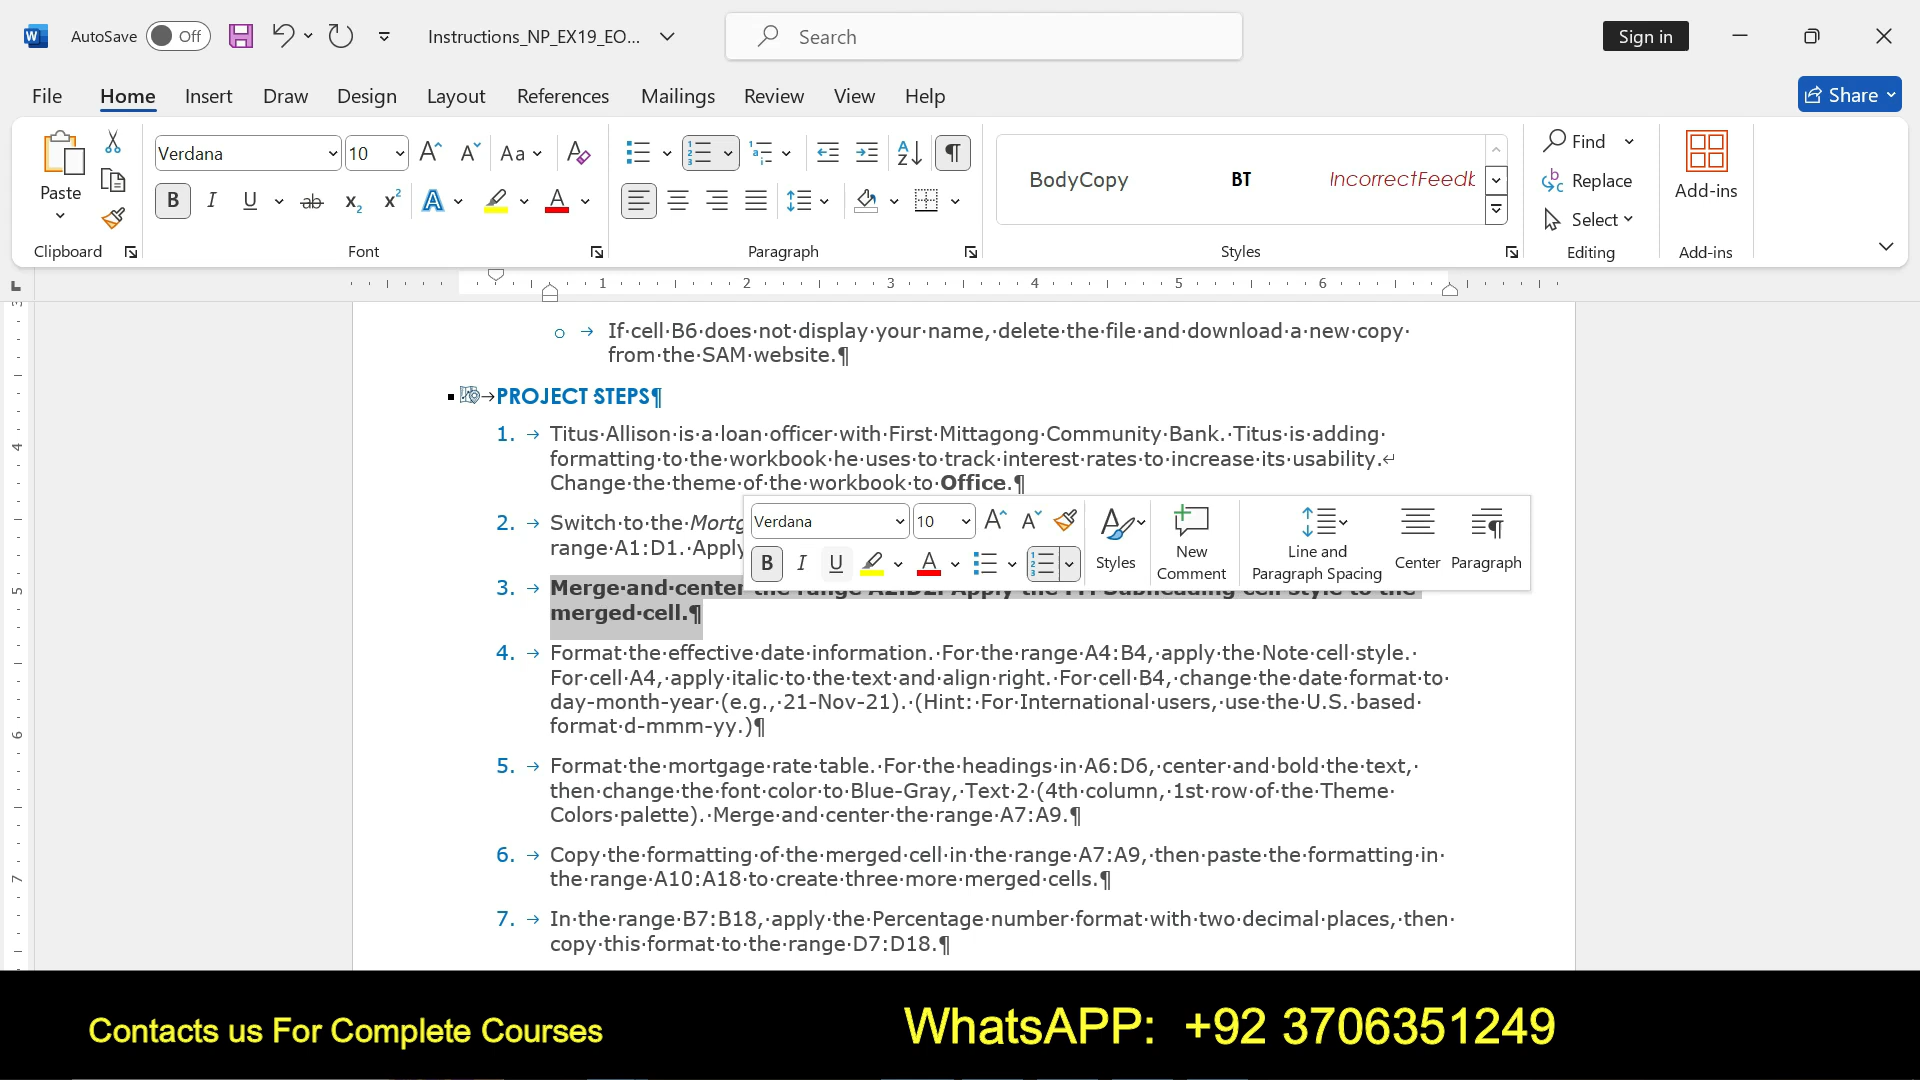 AutoSave Off Instructions_NP_EX19_EO... Search Sign in
File Home Insert Draw Design Layout References Mailings Review View Help Share
Paste Verdana 10 BodyCopy BT IncorrectFeedb Find Replace Select Add-ins
Clipboard Font Paragraph Styles Editing Add-ins
1 2 3 4 5 6
o → If·cell·B6·does·not·display·your·name,·delete·the·file·and·download·a·new·copy·
from·the·SAM·website.¶
PROJECT STEPS¶
1. → Titus·Allison·is·a·loan·officer·with·First·Mittagong·Community·Bank.·Titus·is·adding·
formatting·to·the·workbook·he·uses·to·track·interest·rates·to·increase·its·usability.↵
Change·the·theme·of·the·workbook·to·Office.¶
2. → Switch·to·the·Mortg
range·A1:D1.·Apply
Verdana 10 Styles New Comment Line and Paragraph Spacing Center Paragraph
3. → Merge·and·center
merged·cell.¶
4. → Format·the·effective·date·information.·For·the·range·A4:B4,·apply·the·Note·cell·style.·
For·cell·A4,·apply·italic·to·the·text·and·align·right.·For·cell·B4,·change·the·date·format·to·
day-month-year·(e.g.,·21-Nov-21).·(Hint:·For·International·users,·use·the·U.S.·based·
format·d-mmm-yy.)¶
5. → Format·the·mortgage·rate·table.·For·the·headings·in·A6:D6,·center·and·bold·the·text,·
then·change·the·font·color·to·Blue-Gray,·Text·2·(4th·column,·1st·row·of·the·Theme·
Colors·palette).·Merge·and·center·the·range·A7:A9.¶
6. → Copy·the·formatting·of·the·merged·cell·in·the·range·A7:A9,·then·paste·the·formatting·in·
the·range·A10:A18·to·create·three·more·merged·cells.¶
7. → In·the·range·B7:B18,·apply·the·Percentage·number·format·with·two·decimal·places,·then·
copy·this·format·to·the·range·D7:D18.¶
Contacts us For Complete Courses WhatsAPP: +92 3706351249